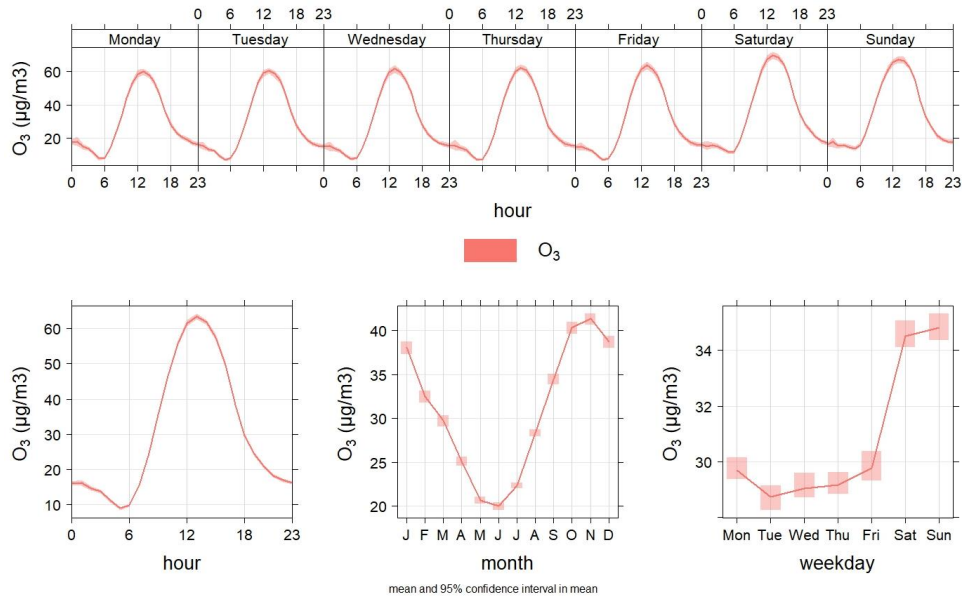 0 6 12 18 23 0 6 12 18 23 0 6 12 18 23
Monday Tuesday Wednesday Thursday Friday Saturday Sunday
O3 (µg/m3)
60
40
20
0 6 12 18 23 0 6 12 18 23 0 6 12 18 23 0 6 12 18 23
hour
O3
O3 (µg/m3)
60
50
40
30
20
10
0 6 12 18 23
hour
O3 (µg/m3)
40
35
30
25
20
J F M A M J J A S O N D
month
O3 (µg/m3)
34
32
30
Mon Tue Wed Thu Fri Sat Sun
weekday
mean and 95% confidence interval in mean